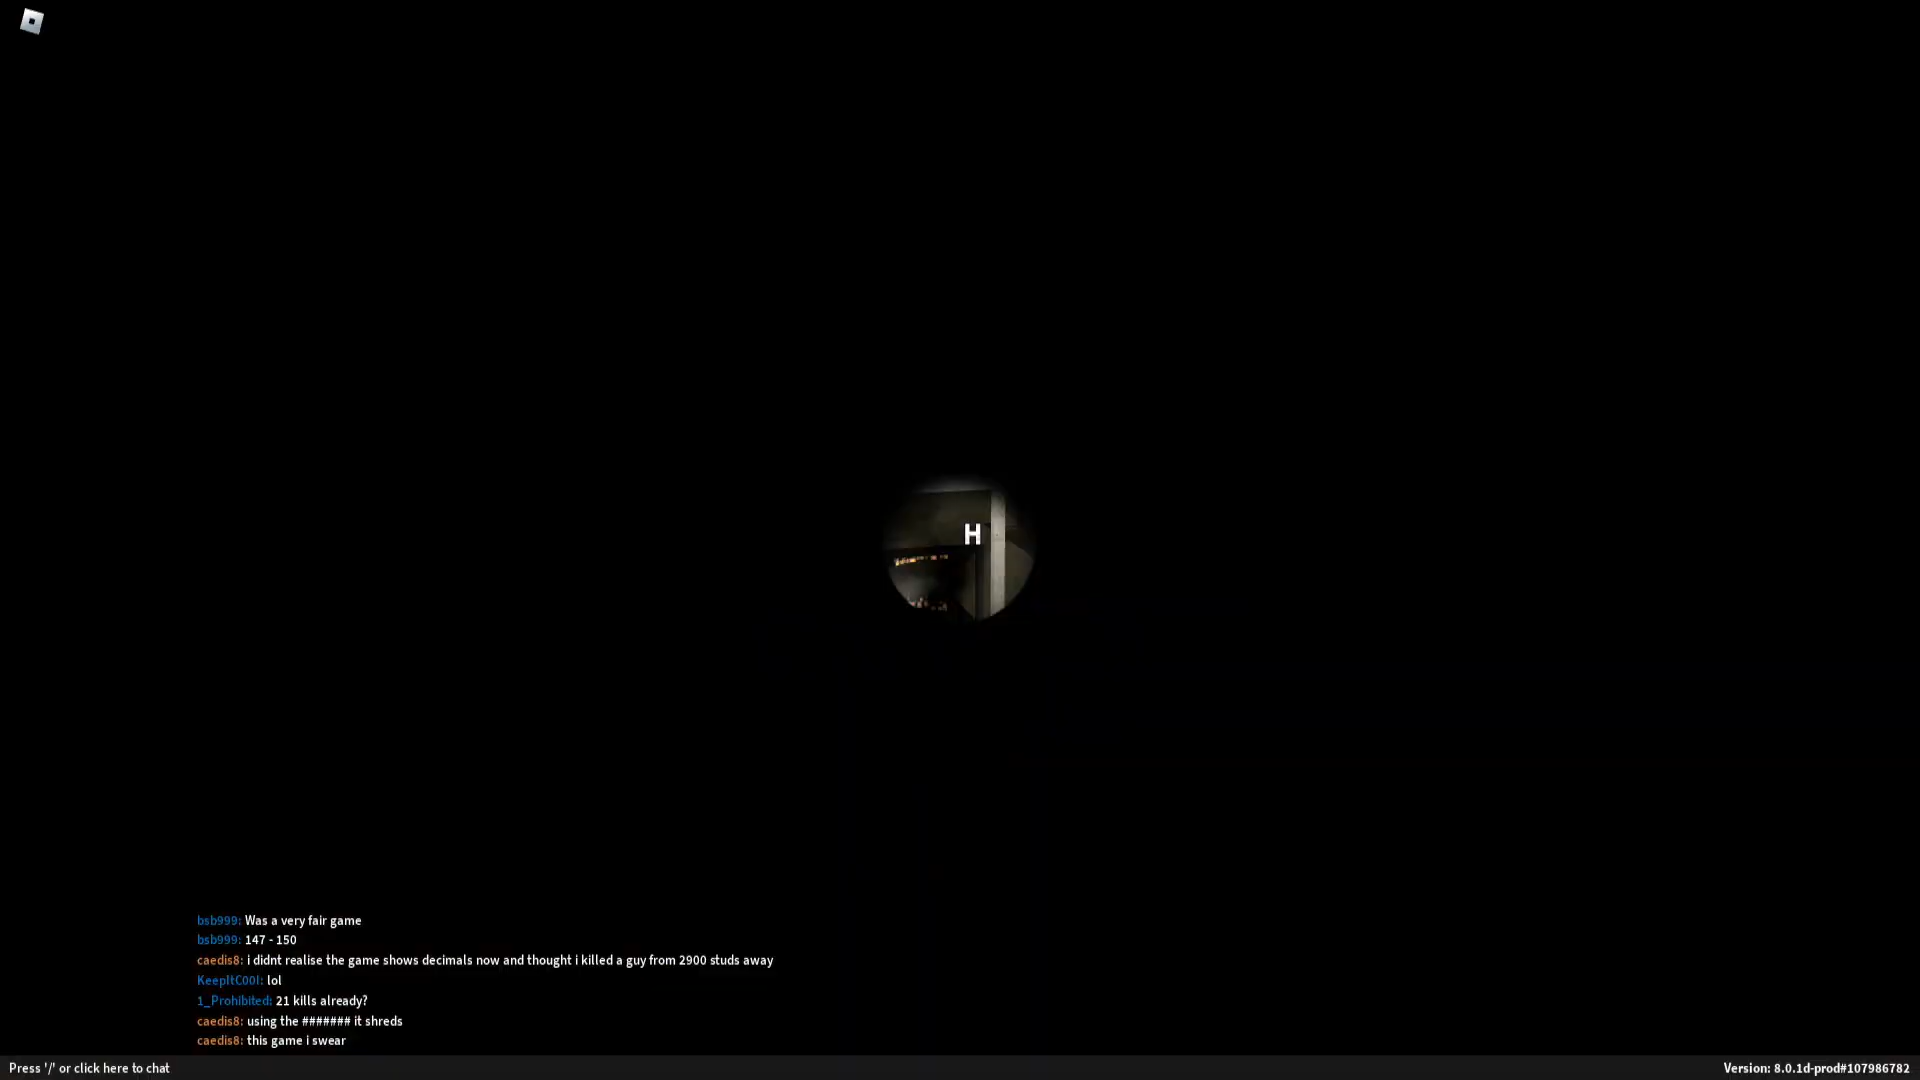 H
bsb999: Was a very fair game
bsb999: 147 - 150
caedis8: i didnt realise the game shows decimals now and thought i killed a guy from 2900 studs away
KeepItC00l: lol
1_Prohibited: 21 kills already?
caedis8: using the ####### it shreds
caedis8: this game i swear
Press '/' or click here to chat
Version: 8.0.1d-prod#107986782